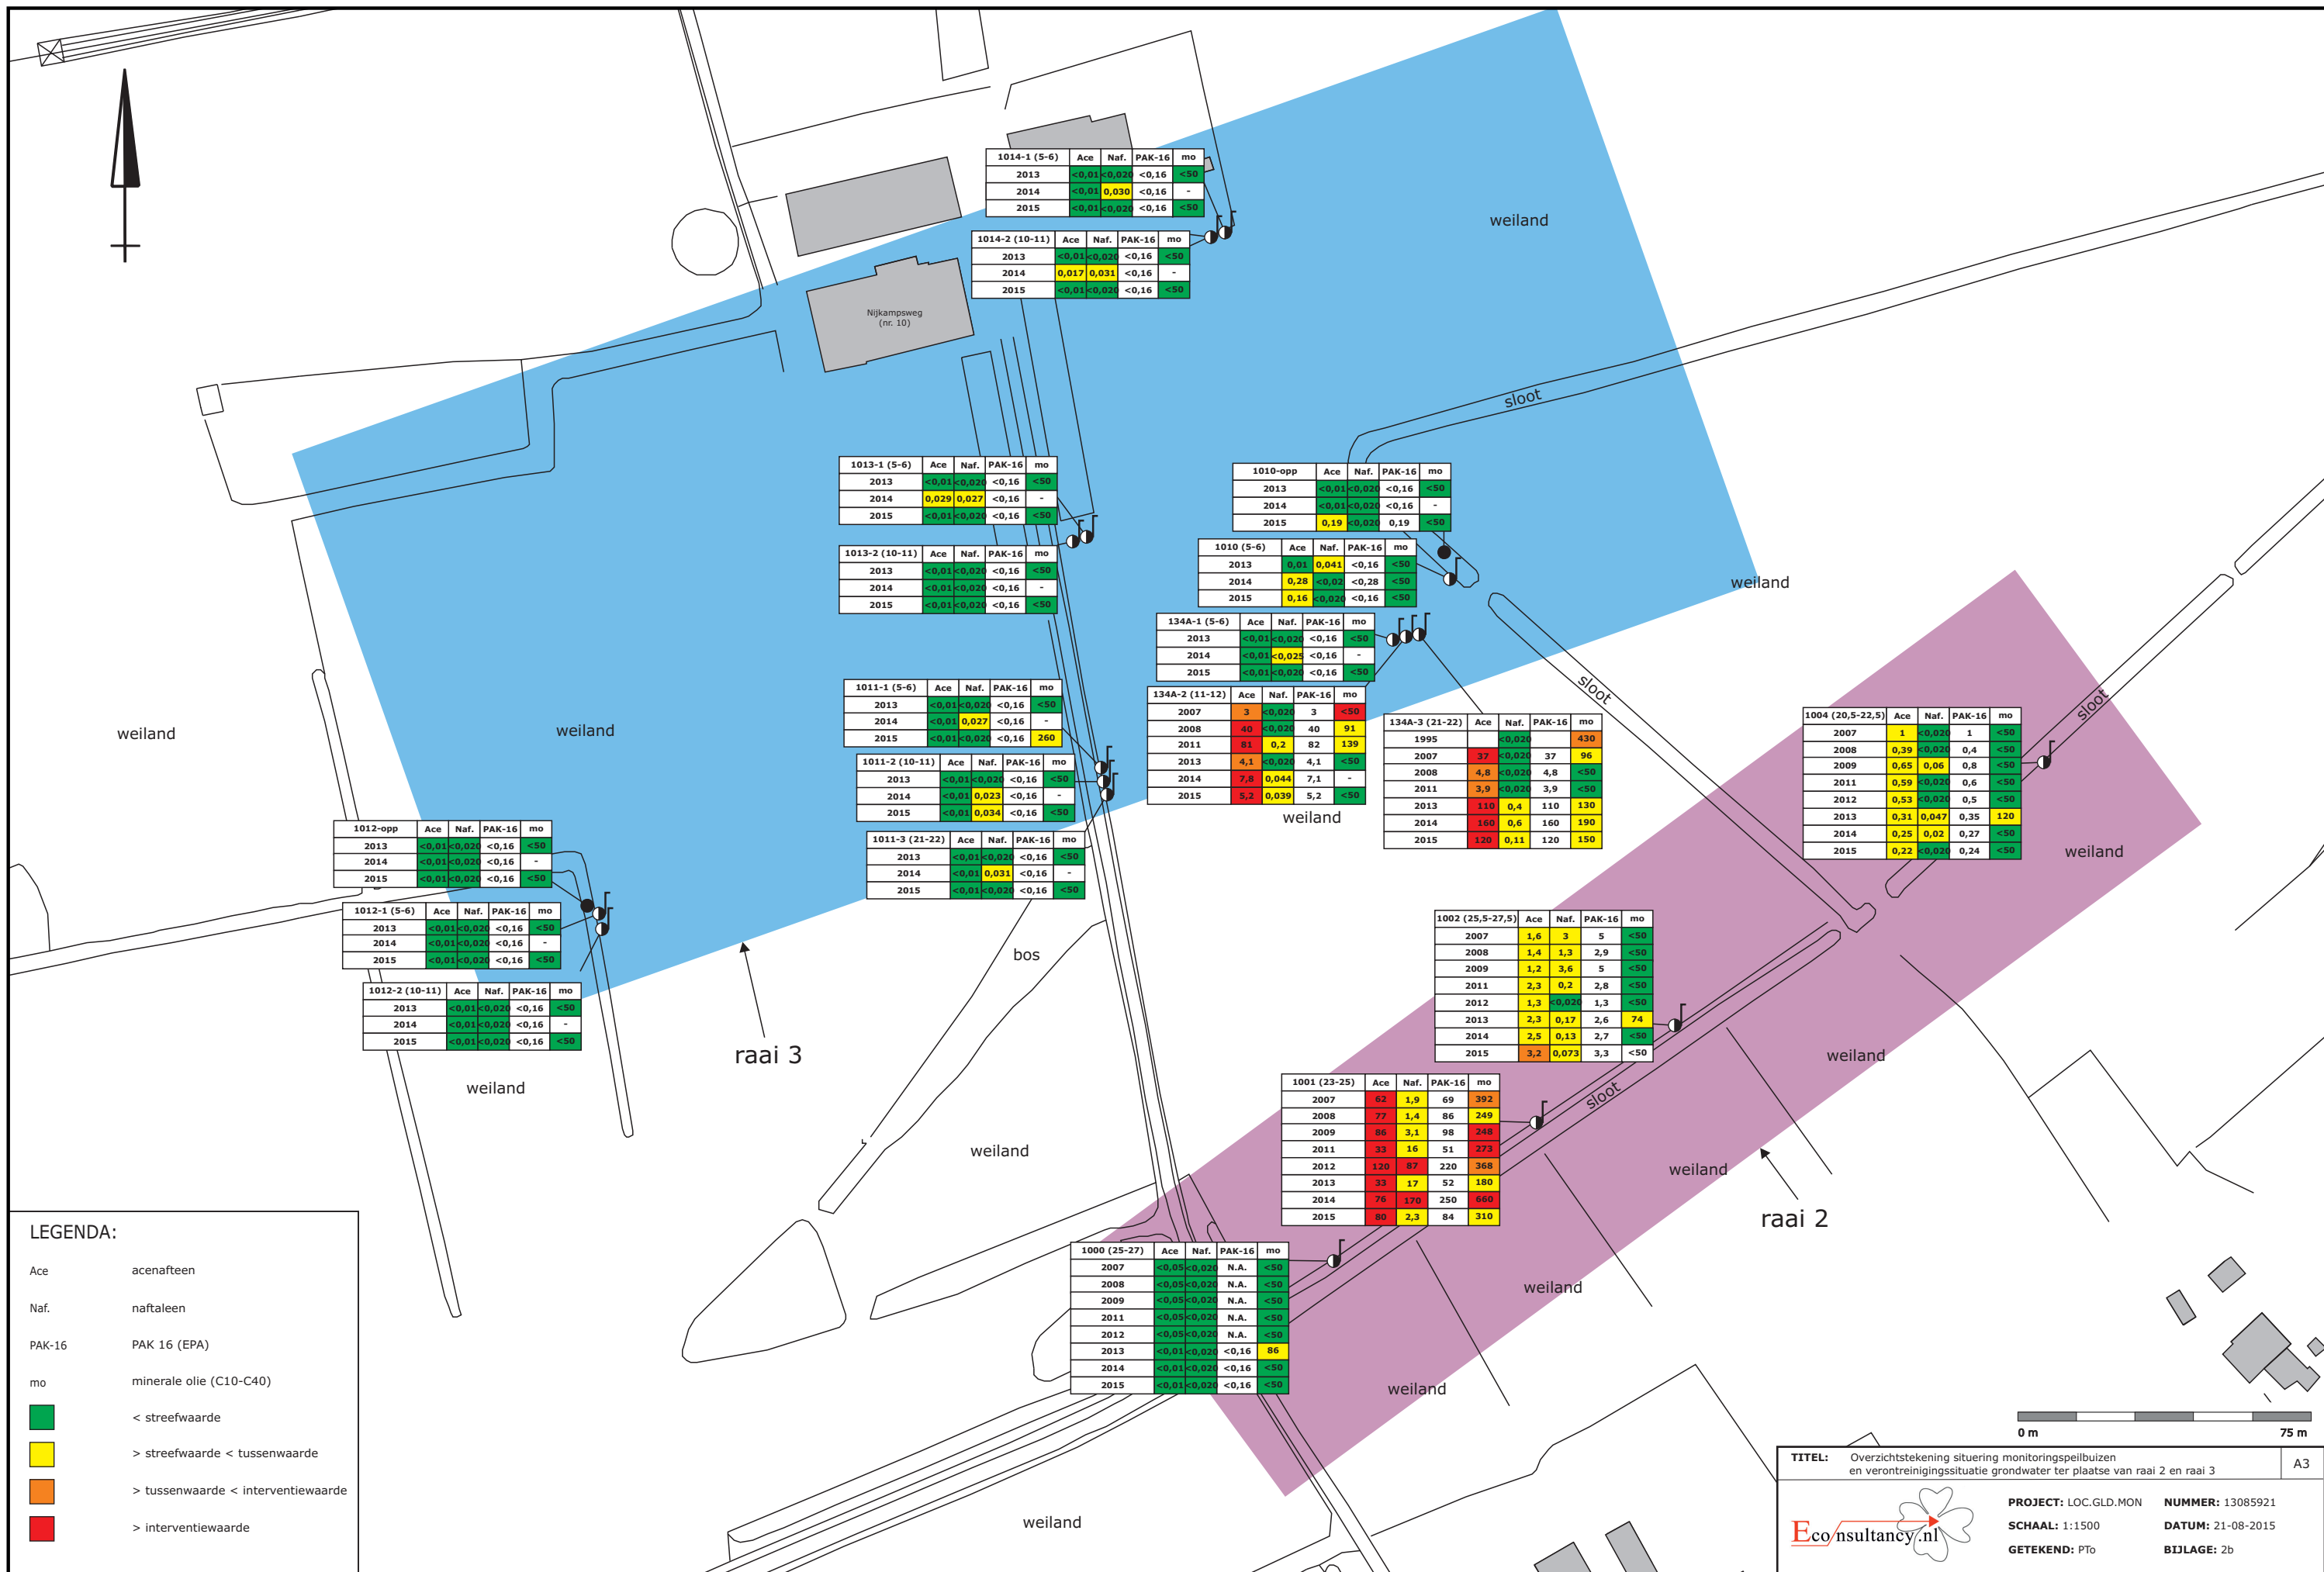 1014-1 (5-6) Ace Naf. PAK-16 mo
2013 <0,01 <0,020 <0,16 <50
2014 <0,01 0,030 <0,16 -
2015 <0,01 <0,020 <0,16 <50
1014-2 (10-11) Ace Naf. PAK-16 mo
2013 <0,01 <0,020 <0,16 <50
2014 0,017 0,031 <0,16 -
2015 <0,01 <0,020 <0,16 <50
weiland
Nijkampsweg
(nr. 10)
sloot
1013-1 (5-6) Ace Naf. PAK-16 mo
2013 <0,01 <0,020 <0,16 <50
2014 0,029 0,027 <0,16 -
2015 <0,01 <0,020 <0,16 <50
1013-2 (10-11) Ace Naf. PAK-16 mo
2013 <0,01 <0,020 <0,16 <50
2014 <0,01 <0,020 <0,16 -
2015 <0,01 <0,020 <0,16 <50
1010-opp Ace Naf. PAK-16 mo
2013 <0,01 <0,020 <0,16 <50
2014 <0,01 <0,020 <0,16 -
2015 0,19 <0,020 0,19 <50
1010 (5-6) Ace Naf. PAK-16 mo
2013 0,01 0,041 <0,16 <50
2014 0,28 <0,02 <0,28 <50
2015 0,16 <0,020 <0,16 <50
weiland
134A-1 (5-6) Ace Naf. PAK-16 mo
2013 <0,01 <0,020 <0,16 <50
2014 <0,01 <0,025 <0,16 -
2015 <0,01 <0,020 <0,16 <50
134A-2 (11-12) Ace Naf. PAK-16 mo
2007 3 <0,020 3 <50
2008 40 <0,020 40 91
2011 81 0,2 82 139
2013 4,1 <0,020 4,1 <50
2014 7,8 0,044 7,1 -
2015 5,2 0,039 5,2 <50
134A-3 (21-22) Ace Naf. PAK-16 mo
1995 <0,020 430
2007 37 <0,020 37 96
2008 4,8 <0,020 4,8 <50
2011 3,9 <0,020 3,9 <50
2013 110 0,4 110 130
2014 160 0,6 160 190
2015 120 0,11 120 150
sloot
sloot
1004 (20,5-22,5) Ace Naf. PAK-16 mo
2007 1 <0,020 1 <50
2008 0,39 <0,020 0,4 <50
2009 0,65 0,06 0,8 <50
2011 0,59 <0,020 0,6 <50
2012 0,53 <0,020 0,5 <50
2013 0,31 0,047 0,35 120
2014 0,25 0,02 0,27 <50
2015 0,22 <0,020 0,24 <50
weiland
weiland
weiland
weiland
1011-1 (5-6) Ace Naf. PAK-16 mo
2013 <0,01 <0,020 <0,16 <50
2014 <0,01 0,027 <0,16 -
2015 <0,01 <0,020 <0,16 260
1011-2 (10-11) Ace Naf. PAK-16 mo
2013 <0,01 <0,020 <0,16 <50
2014 <0,01 0,023 <0,16 -
2015 <0,01 0,034 <0,16 <50
1011-3 (21-22) Ace Naf. PAK-16 mo
2013 <0,01 <0,020 <0,16 <50
2014 <0,01 0,031 <0,16 -
2015 <0,01 <0,020 <0,16 <50
1012-opp Ace Naf. PAK-16 mo
2013 <0,01 <0,020 <0,16 <50
2014 <0,01 <0,020 <0,16 -
2015 <0,01 <0,020 <0,16 <50
1012-1 (5-6) Ace Naf. PAK-16 mo
2013 <0,01 <0,020 <0,16 <50
2014 <0,01 <0,020 <0,16 -
2015 <0,01 <0,020 <0,16 <50
1012-2 (10-11) Ace Naf. PAK-16 mo
2013 <0,01 <0,020 <0,16 <50
2014 <0,01 <0,020 <0,16 -
2015 <0,01 <0,020 <0,16 <50
bos
raai 3
weiland
1002 (25,5-27,5) Ace Naf. PAK-16 mo
2007 1,6 3 5 <50
2008 1,4 1,3 2,9 <50
2009 1,2 3,6 5 <50
2011 2,3 0,2 2,8 <50
2012 1,3 <0,020 1,3 <50
2013 2,3 0,17 2,6 74
2014 2,5 0,13 2,7 <50
2015 3,2 0,073 3,3 <50
weiland
1001 (23-25) Ace Naf. PAK-16 mo
2007 62 1,9 69 392
2008 77 1,4 86 249
2009 86 3,1 98 248
2011 33 16 51 273
2012 120 87 220 368
2013 33 17 52 180
2014 76 170 250 660
2015 80 2,3 84 310
sloot
weiland
weiland
raai 2
1000 (25-27) Ace Naf. PAK-16 mo
2007 <0,05 <0,020 N.A. <50
2008 <0,05 <0,020 N.A. <50
2009 <0,05 <0,020 N.A. <50
2011 <0,05 <0,020 N.A. <50
2012 <0,05 <0,020 N.A. <50
2013 <0,01 <0,020 <0,16 86
2014 <0,01 <0,020 <0,16 <50
2015 <0,01 <0,020 <0,16 <50
weiland
weiland
weiland
LEGENDA:
Ace acenafteen
Naf. naftaleen
PAK-16 PAK 16 (EPA)
mo minerale olie (C10-C40)
< streefwaarde
> streefwaarde < tussenwaarde
> tussenwaarde < interventiewaarde
> interventiewaarde
0 m 75 m
TITEL: Overzichtstekening situering monitoringspeilbuizen
en verontreinigingssituatie grondwater ter plaatse van raai 2 en raai 3
A3
Econsultancy.nl
PROJECT: LOC.GLD.MON NUMMER: 13085921
SCHAAL: 1:1500 DATUM: 21-08-2015
GETEKEND: PTo BIJLAGE: 2b